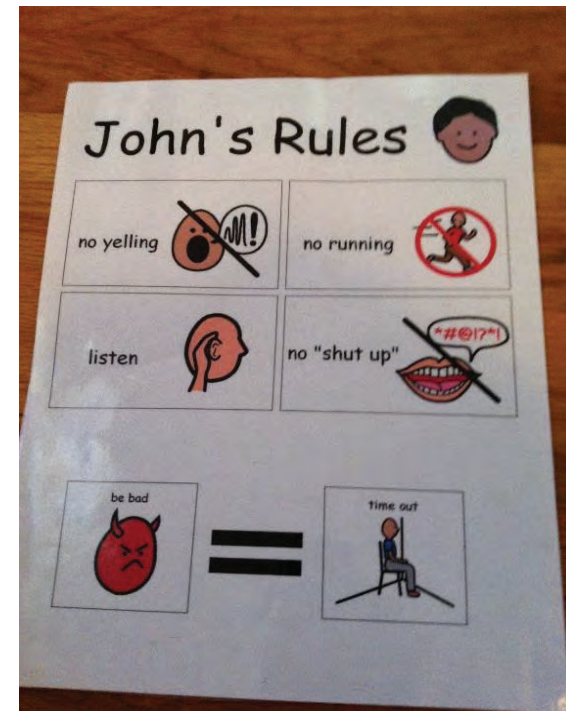 John's Rules
no yelling
M!
no running
listen
no "shut up"
*#@!?*!
be bad
time out